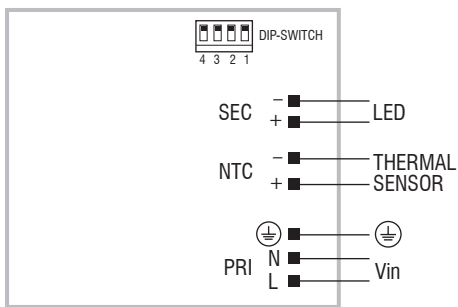 DIP-SWITCH
4 3 2 1
SEC − + LED
NTC − + THERMAL SENSOR
PRI N L Vin